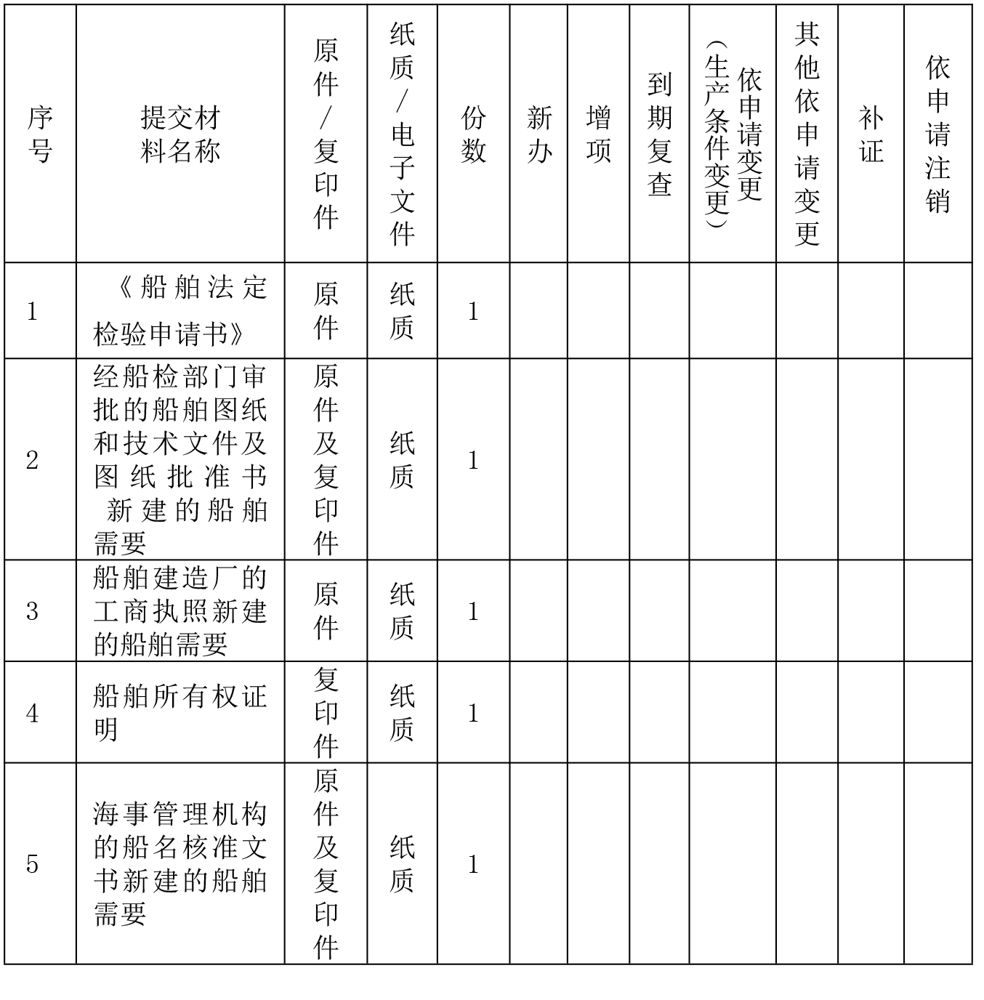 序号
提交材
料名称
原件/复印件
纸质/电子文件
份数
新办
增项
到期复查
依申请变更
（生产条件变更）
其他依申请变更
补证
依申请注销
1
《船舶法定
检验申请书》
原件
纸质
1
2
经船检部门审
批的船舶图纸
和技术文件及
图纸批准书
新建的船舶
需要
原件及复印件
纸质
1
3
船舶建造厂的
工商执照新建
的船舶需要
原件
纸质
1
4
船舶所有权证
明
复印件
纸质
1
5
海事管理机构
的船名核准文
书新建的船舶
需要
原件及复印件
纸质
1